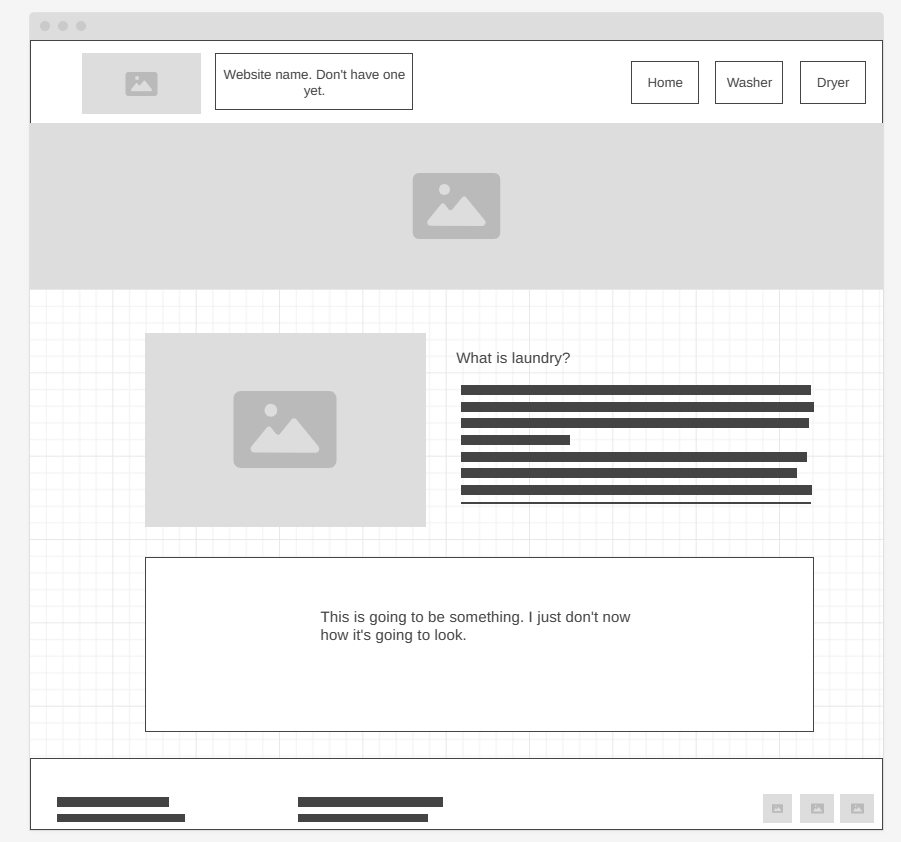 Website name. Don't have one
yet.
Home
Washer
Dryer
What is laundry?
This is going to be something. I just don't now
how it's going to look.